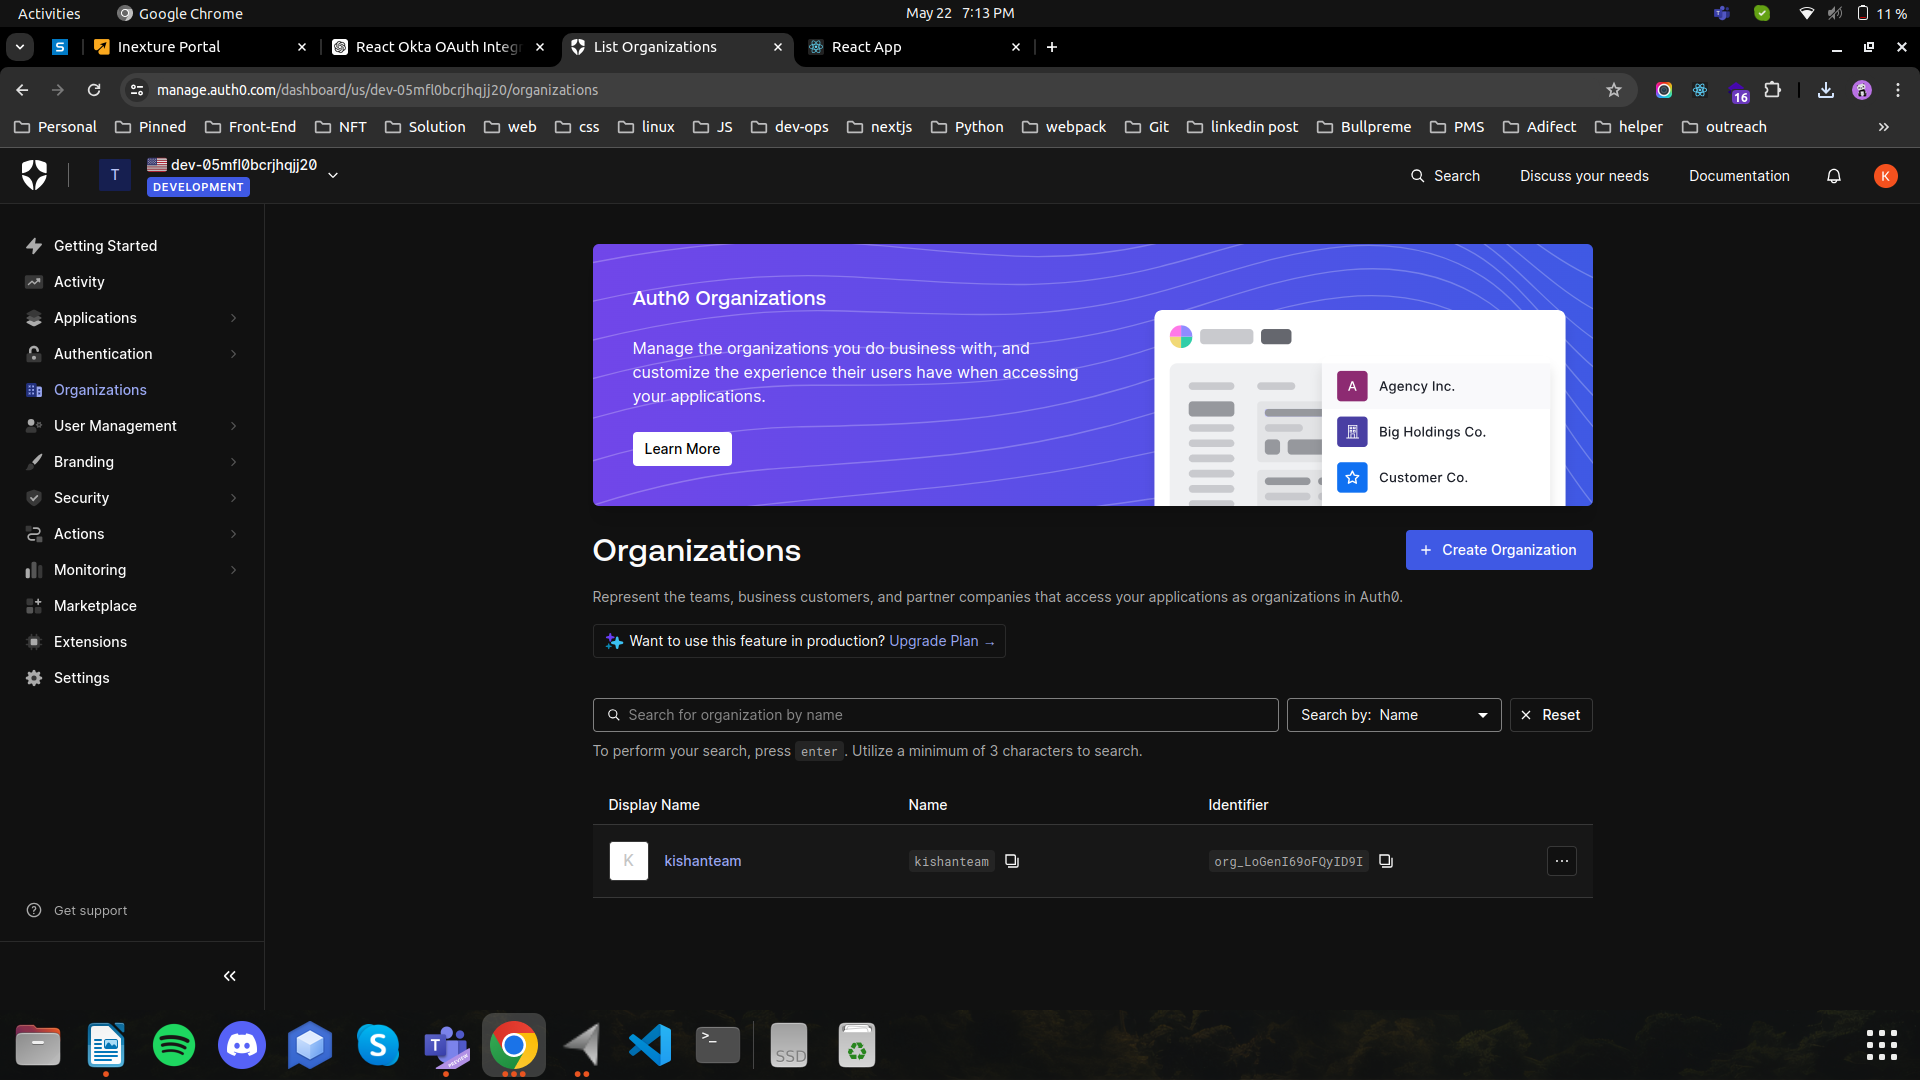 Activities
Google Chrome
May 22 7:13 PM
11 %
S
Inexture Portal
React Okta OAuth Integr
List Organizations
React App
manage.auth0.com/dashboard/us/dev-05mfl0bcrjhqjj20/organizations
16
Personal
Pinned
Front-End
NFT
Solution
web
css
linux
JS
dev-ops
nextjs
Python
webpack
Git
linkedin post
Bullpreme
PMS
Adifect
helper
outreach
T
dev-05mfl0bcrjhqjj20
DEVELOPMENT
Search
Discuss your needs
Documentation
K
Getting Started
Activity
Applications
Authentication
Organizations
User Management
Branding
Security
Actions
Monitoring
Marketplace
Extensions
Settings
Get support
Auth0 Organizations
Manage the organizations you do business with, and
customize the experience their users have when accessing
your applications.
Learn More
A
Agency Inc.
Big Holdings Co.
Customer Co.
Organizations
+ Create Organization
Represent the teams, business customers, and partner companies that access your applications as organizations in Auth0.
Want to use this feature in production? Upgrade Plan →
Search for organization by name
Search by: Name
Reset
To perform your search, press enter. Utilize a minimum of 3 characters to search.
Display Name
Name
Identifier
K
kishanteam
kishanteam
org_LoGenI69oFQyID9I
S
T
PREVIEW
>_
SSD